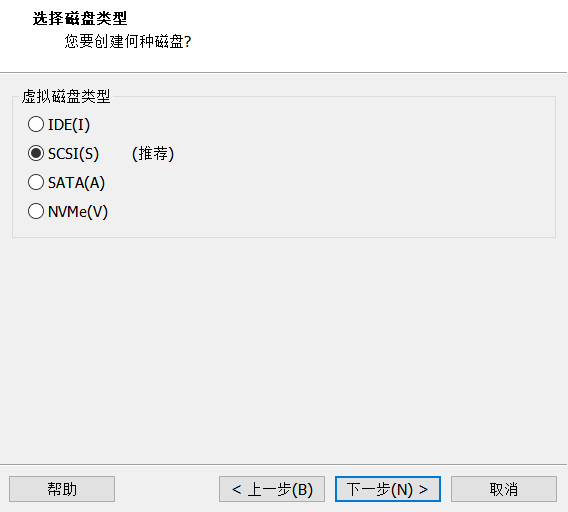 选择磁盘类型
您要创建何种磁盘?
虚拟磁盘类型
IDE(I)
SCSI(S) (推荐)
SATA(A)
NVMe(V)
帮助 < 上一步(B) 下一步(N) > 取消